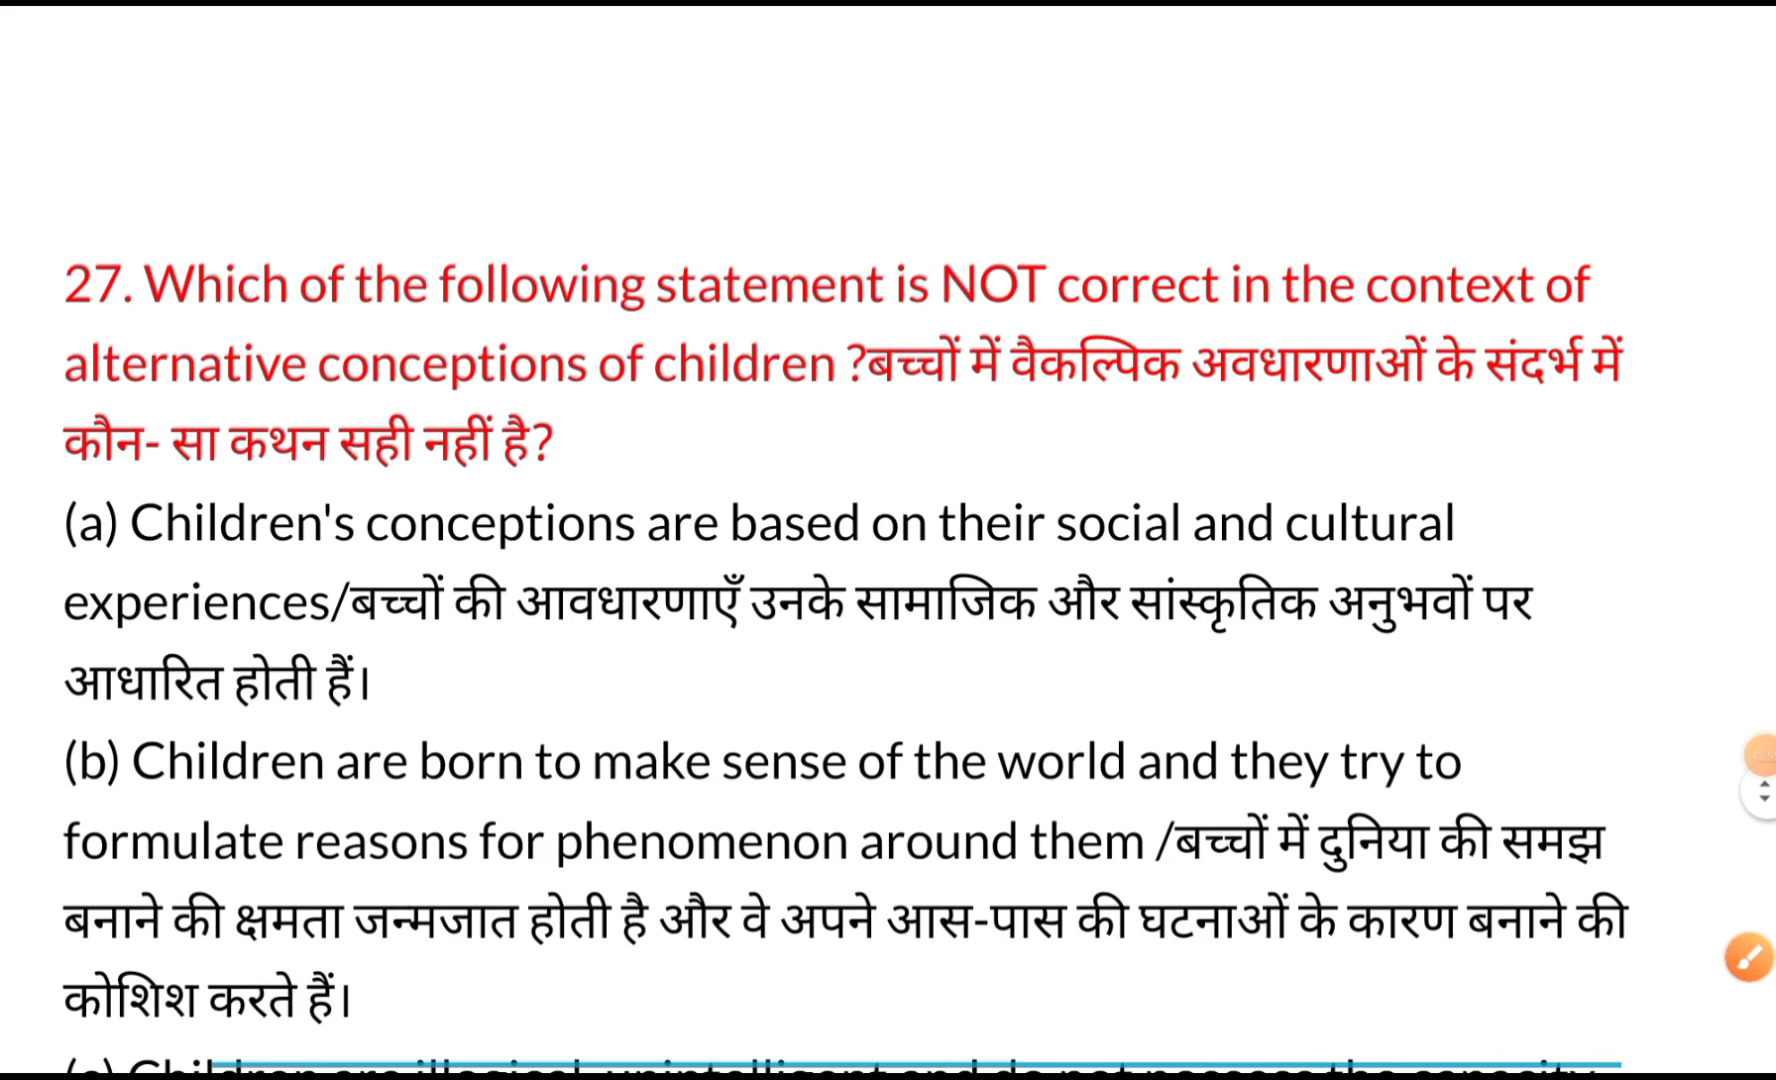 27. Which of the following statement is NOT correct in the context of
alternative conceptions of children ?बच्चों में वैकल्पिक अवधारणाओं के संदर्भ में
कौन- सा कथन सही नहीं है?
(a) Children's conceptions are based on their social and cultural
experiences/बच्चों की आवधारणाएँ उनके सामाजिक और सांस्कृतिक अनुभवों पर
आधारित होती हैं।
(b) Children are born to make sense of the world and they try to
formulate reasons for phenomenon around them /बच्चों में दुनिया की समझ
बनाने की क्षमता जन्मजात होती है और वे अपने आस-पास की घटनाओं के कारण बनाने की
कोशिश करते हैं।